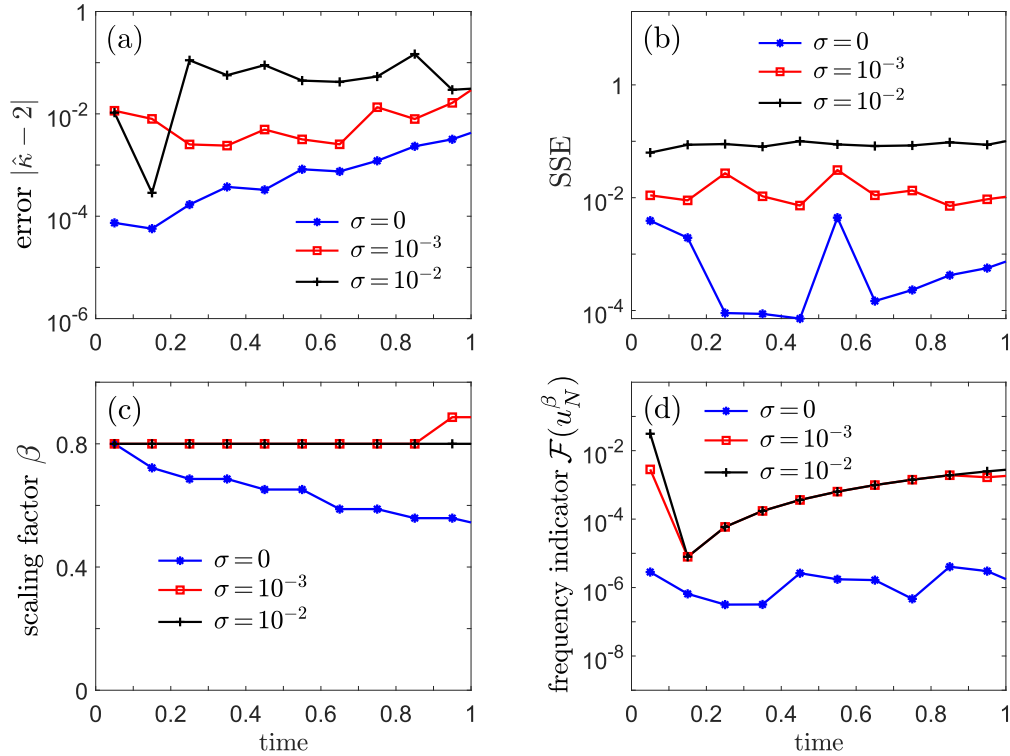 (a)
error |κ̂ − 2|
1
10^-2
10^-4
10^-6
σ = 0
σ = 10^-3
σ = 10^-2
0 0.2 0.4 0.6 0.8 1
(b)
SSE
1
10^-2
10^-4
σ = 0
σ = 10^-3
σ = 10^-2
0 0.2 0.4 0.6 0.8 1
(c)
scaling factor β
0.8
0.4
0
σ = 0
σ = 10^-3
σ = 10^-2
0 0.2 0.4 0.6 0.8 1
time
(d)
frequency indicator ℱ(u_N^β)
10^-2
10^-4
10^-6
10^-8
σ = 0
σ = 10^-3
σ = 10^-2
0 0.2 0.4 0.6 0.8 1
time